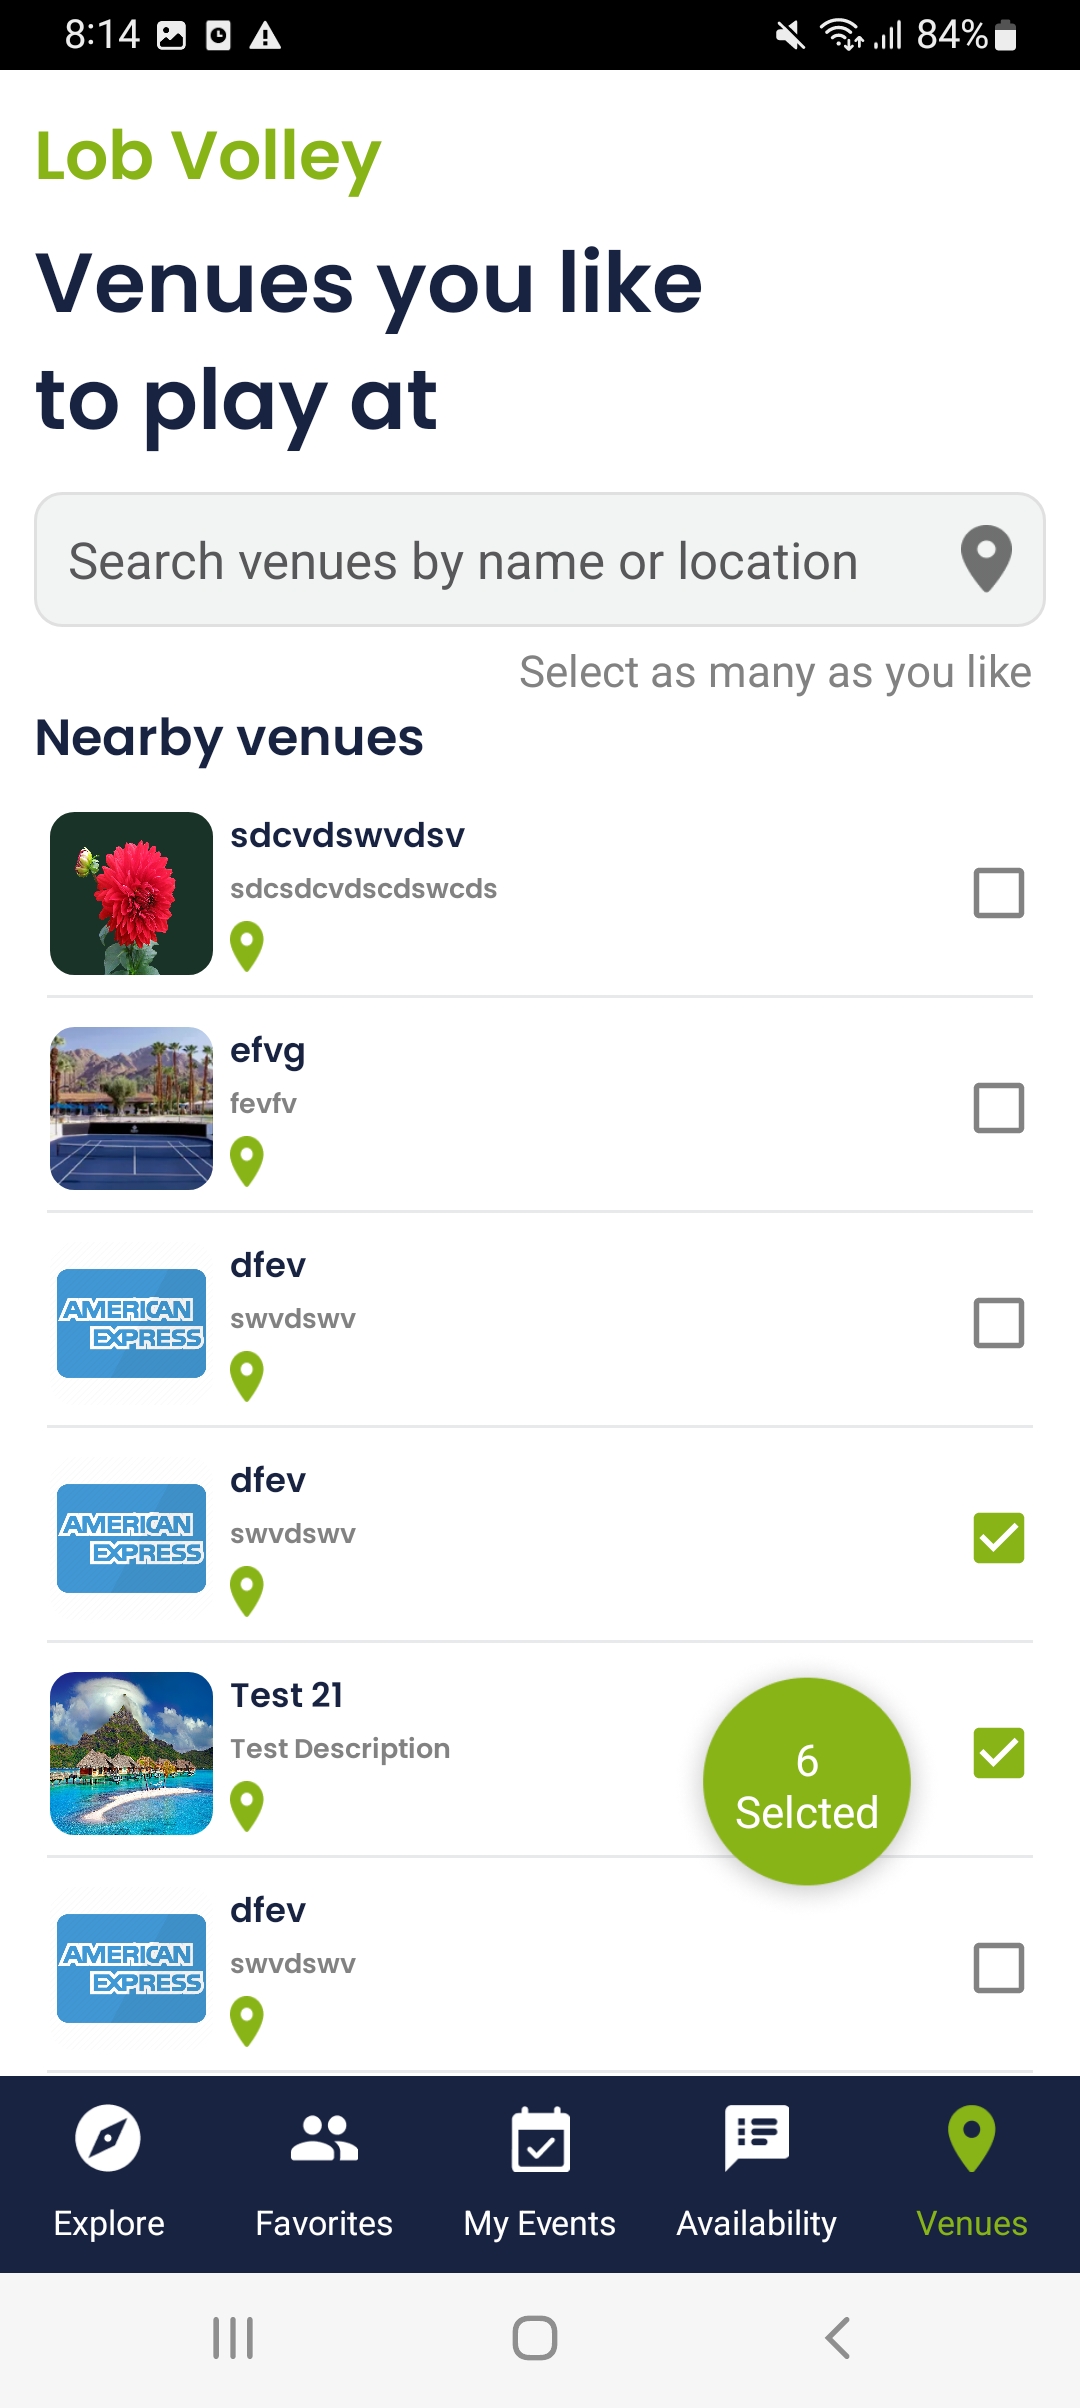 8:14
84%
Lob Volley
Venues you like
to play at
Search venues by name or location
Select as many as you like
Nearby venues
sdcvdswvdsv
sdcsdcvdscdswcds
efvg
fevfv
AMERICAN
EXPRESS
dfev
swvdswv
AMERICAN
EXPRESS
dfev
swvdswv
Test 21
Test Description
6
Selcted
AMERICAN
EXPRESS
dfev
swvdswv
Explore
Favorites
My Events
Availability
Venues